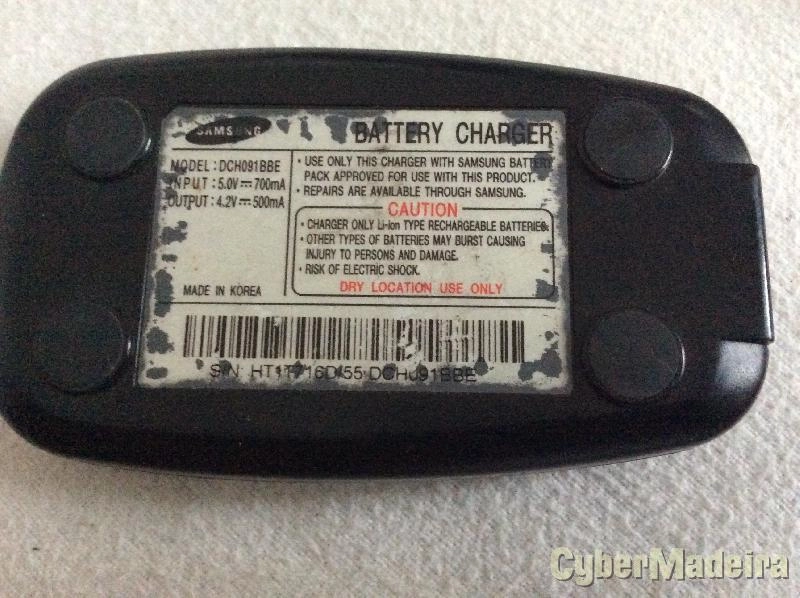 SAMSUNG
BATTERY CHARGER
MODEL: DCH091BBE
INPUT: 5.0V⎓700mA
OUTPUT: 4.2V⎓500mA
MADE IN KOREA
• USE ONLY THIS CHARGER WITH SAMSUNG BATTERY
PACK APPROVED FOR USE WITH THIS PRODUCT.
• REPAIRS ARE AVAILABLE THROUGH SAMSUNG.
CAUTION
• CHARGER ONLY Li-Ion TYPE RECHARGEABLE BATTERIES.
• OTHER TYPES OF BATTERIES MAY BURST CAUSING
INJURY TO PERSONS AND DAMAGE.
• RISK OF ELECTRIC SHOCK.
DRY LOCATION USE ONLY
S/N: DCH091BBE
CyberMadeira